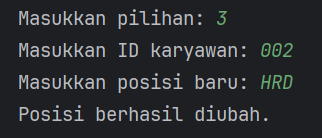 Masukkan pilihan: 3
Masukkan ID karyawan: 002
Masukkan posisi baru: HRD
Posisi berhasil diubah.